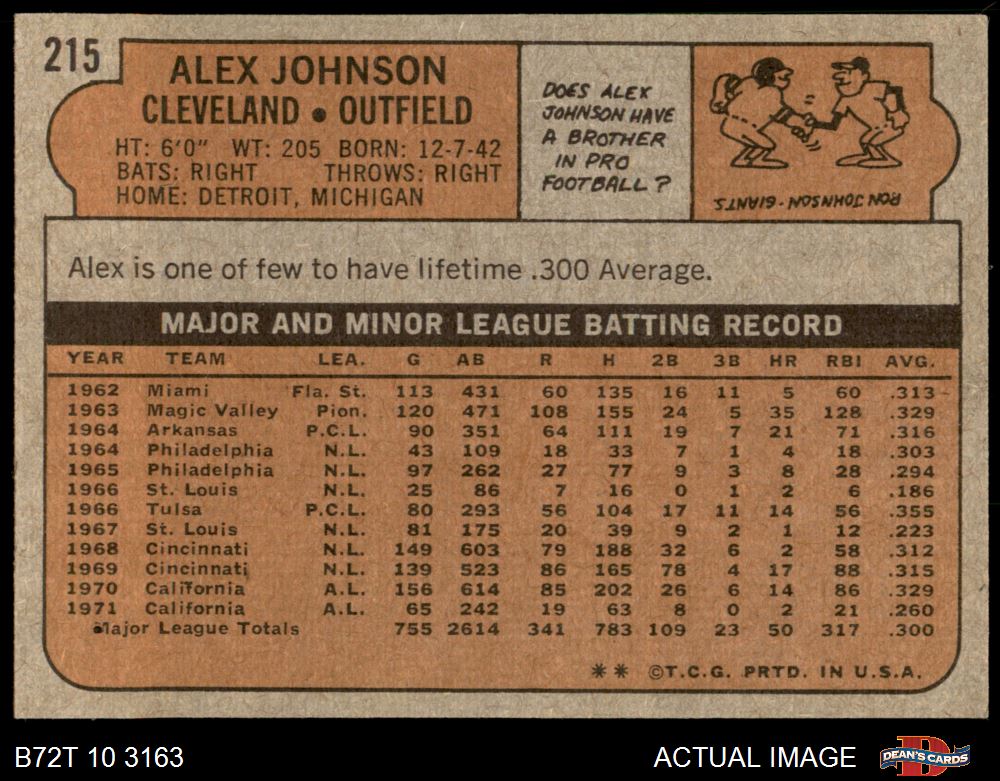 215
ALEX JOHNSON
CLEVELAND • OUTFIELD
HT: 6'0" WT: 205 BORN: 12-7-42
BATS: RIGHT THROWS: RIGHT
HOME: DETROIT, MICHIGAN
DOES ALEX
JOHNSON HAVE
A BROTHER
IN PRO
FOOTBALL?
RON JOHNSON-GIANTS
Alex is one of few to have lifetime .300 Average.
MAJOR AND MINOR LEAGUE BATTING RECORD
YEAR TEAM LEA. G AB R H 2B 3B HR RBI AVG.
1962 Miami Fla. St. 113 431 60 135 16 11 5 60 .313
1963 Magic Valley Pion. 120 471 108 155 24 5 35 128 .329
1964 Arkansas P.C.L. 90 351 64 111 19 7 21 71 .316
1964 Philadelphia N.L. 43 109 18 33 7 1 4 18 .303
1965 Philadelphia N.L. 97 262 27 77 9 3 8 28 .294
1966 St. Louis N.L. 25 86 7 16 0 1 2 6 .186
1966 Tulsa P.C.L. 80 293 56 104 17 11 14 56 .355
1967 St. Louis N.L. 81 175 20 39 9 2 1 12 .223
1968 Cincinnati N.L. 149 603 79 188 32 6 2 58 .312
1969 Cincinnati N.L. 139 523 86 165 78 4 17 88 .315
1970 California A.L. 156 614 85 202 26 6 14 86 .329
1971 California A.L. 65 242 19 63 8 0 2 21 .260
Major League Totals 755 2614 341 783 109 23 50 317 .300
** ©T.C.G. PRTD. IN U.S.A.
B72T 10 3163 ACTUAL IMAGE DEAN'S CARDS